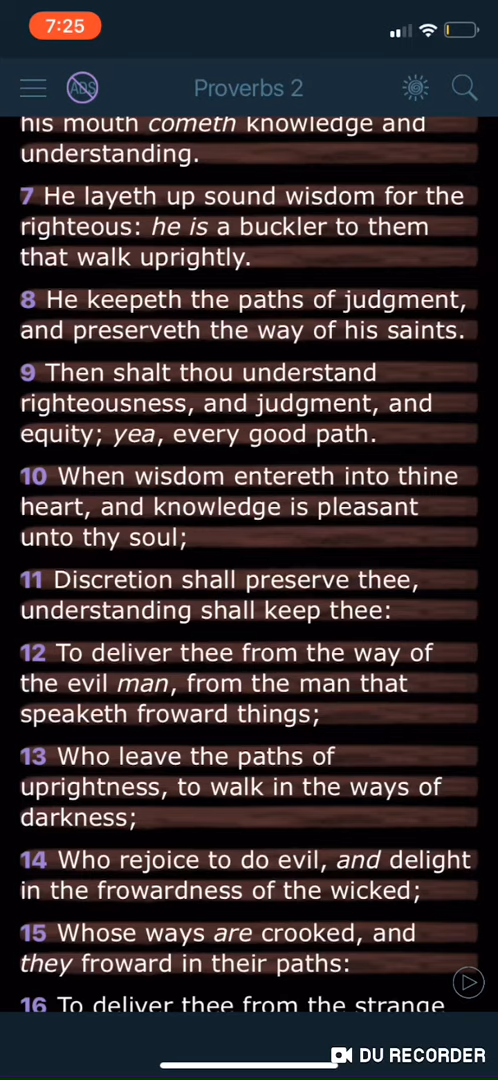 7:25
ADS
Proverbs 2
his mouth cometh knowledge and
understanding.
7 He layeth up sound wisdom for the
righteous: he is a buckler to them
that walk uprightly.
8 He keepeth the paths of judgment,
and preserveth the way of his saints.
9 Then shalt thou understand
righteousness, and judgment, and
equity; yea, every good path.
10 When wisdom entereth into thine
heart, and knowledge is pleasant
unto thy soul;
11 Discretion shall preserve thee,
understanding shall keep thee:
12 To deliver thee from the way of
the evil man, from the man that
speaketh froward things;
13 Who leave the paths of
uprightness, to walk in the ways of
darkness;
14 Who rejoice to do evil, and delight
in the frowardness of the wicked;
15 Whose ways are crooked, and
they froward in their paths:
16 To deliver thee from the strange
DU RECORDER